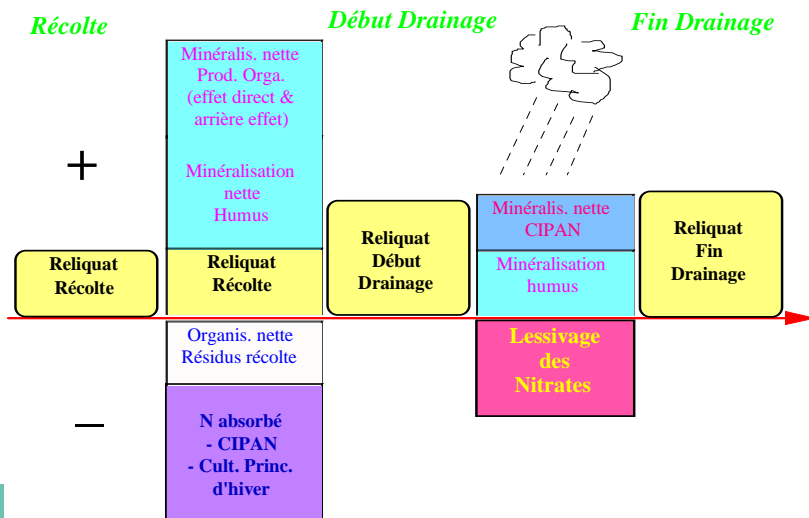 Récolte
Début Drainage
Fin Drainage
+
Minéralis. nette
Prod. Orga.
(effet direct &
arrière effet)
Minéralisation
nette
Humus
Reliquat
Récolte
Reliquat
Récolte
Reliquat
Début
Drainage
Minéralis. nette
CIPAN
Minéralisation
humus
Reliquat
Fin
Drainage
Organis. nette
Résidus récolte
Lessivage
des
Nitrates
–
N absorbé
- CIPAN
- Cult. Princ.
d'hiver